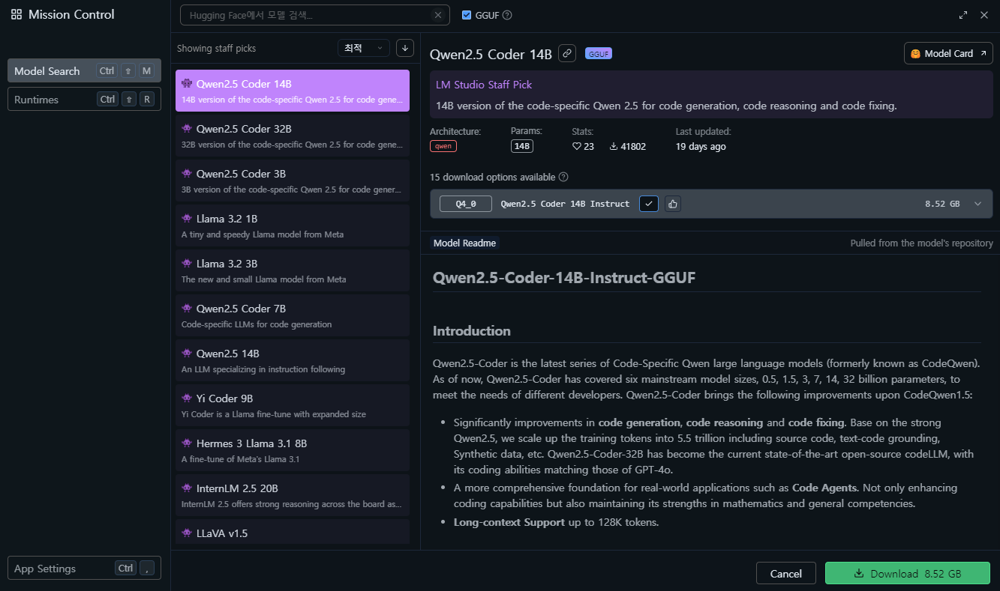 Mission Control
Hugging Face에서 모델 검색...
GGUF
Model Search Ctrl ⇧ M
Runtimes Ctrl ⇧ R
App Settings Ctrl ,
Showing staff picks
최적
Qwen2.5 Coder 14B
14B version of the code-specific Qwen 2.5 for code gene...
Qwen2.5 Coder 32B
32B version of the code-specific Qwen 2.5 for code gene...
Qwen2.5 Coder 3B
3B version of the code-specific Qwen 2.5 for code gener...
Llama 3.2 1B
A tiny and speedy Llama model from Meta
Llama 3.2 3B
The new and small Llama model from Meta
Qwen2.5 Coder 7B
Code-specific LLMs for code generation
Qwen2.5 14B
An LLM specializing in instruction following
Yi Coder 9B
Yi Coder is a Llama fine-tune with expanded size
Hermes 3 Llama 3.1 8B
A fine-tune of Meta's Llama 3.1
InternLM 2.5 20B
InternLM 2.5 offers strong reasoning across the board as...
LLaVA v1.5
Qwen2.5 Coder 14B GGUF
Model Card
LM Studio Staff Pick
14B version of the code-specific Qwen 2.5 for code generation, code reasoning and code fixing.
Architecture: Params: Stats: Last updated:
qwen 14B 23 41802 19 days ago
15 download options available
Q4_0 Qwen2.5 Coder 14B Instruct 8.52 GB
Model Readme Pulled from the model's repository
Qwen2.5-Coder-14B-Instruct-GGUF
Introduction
Qwen2.5-Coder is the latest series of Code-Specific Qwen large language models (formerly known as CodeQwen).
As of now, Qwen2.5-Coder has covered six mainstream model sizes, 0.5, 1.5, 3, 7, 14, 32 billion parameters, to
meet the needs of different developers. Qwen2.5-Coder brings the following improvements upon CodeQwen1.5:
• Significantly improvements in code generation, code reasoning and code fixing. Base on the strong
Qwen2.5, we scale up the training tokens into 5.5 trillion including source code, text-code grounding,
Synthetic data, etc. Qwen2.5-Coder-32B has become the current state-of-the-art open-source codeLLM, with
its coding abilities matching those of GPT-4o.
• A more comprehensive foundation for real-world applications such as Code Agents. Not only enhancing
coding capabilities but also maintaining its strengths in mathematics and general competencies.
• Long-context Support up to 128K tokens.
Cancel
Download 8.52 GB